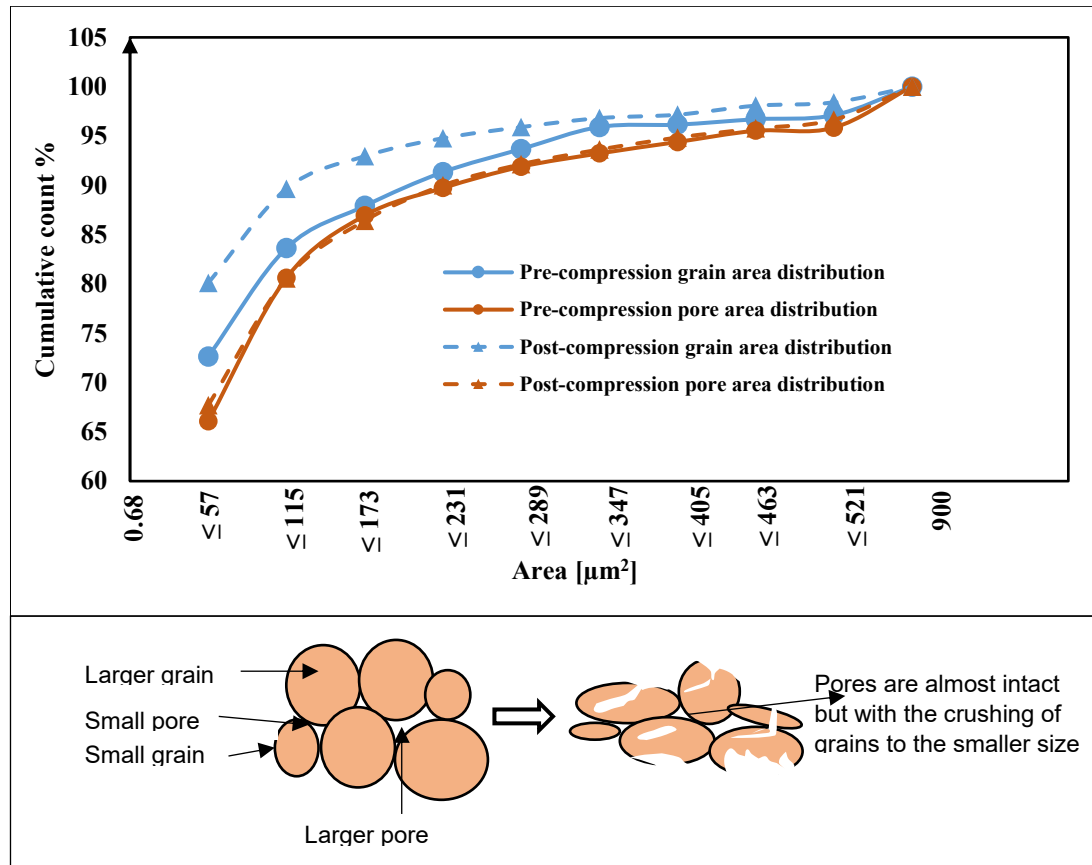 105
100
95
90
85
80
75
70
65
60
Cumulative count %
Pre-compression grain area distribution
Pre-compression pore area distribution
Post-compression grain area distribution
Post-compression pore area distribution
0.68
≤ 57
≤ 115
≤ 173
≤ 231
≤ 289
≤ 347
≤ 405
≤ 463
≤ 521
900
Area [µm²]
Larger grain
Small pore
Small grain
Larger pore
Pores are almost intact
but with the crushing of
grains to the smaller size